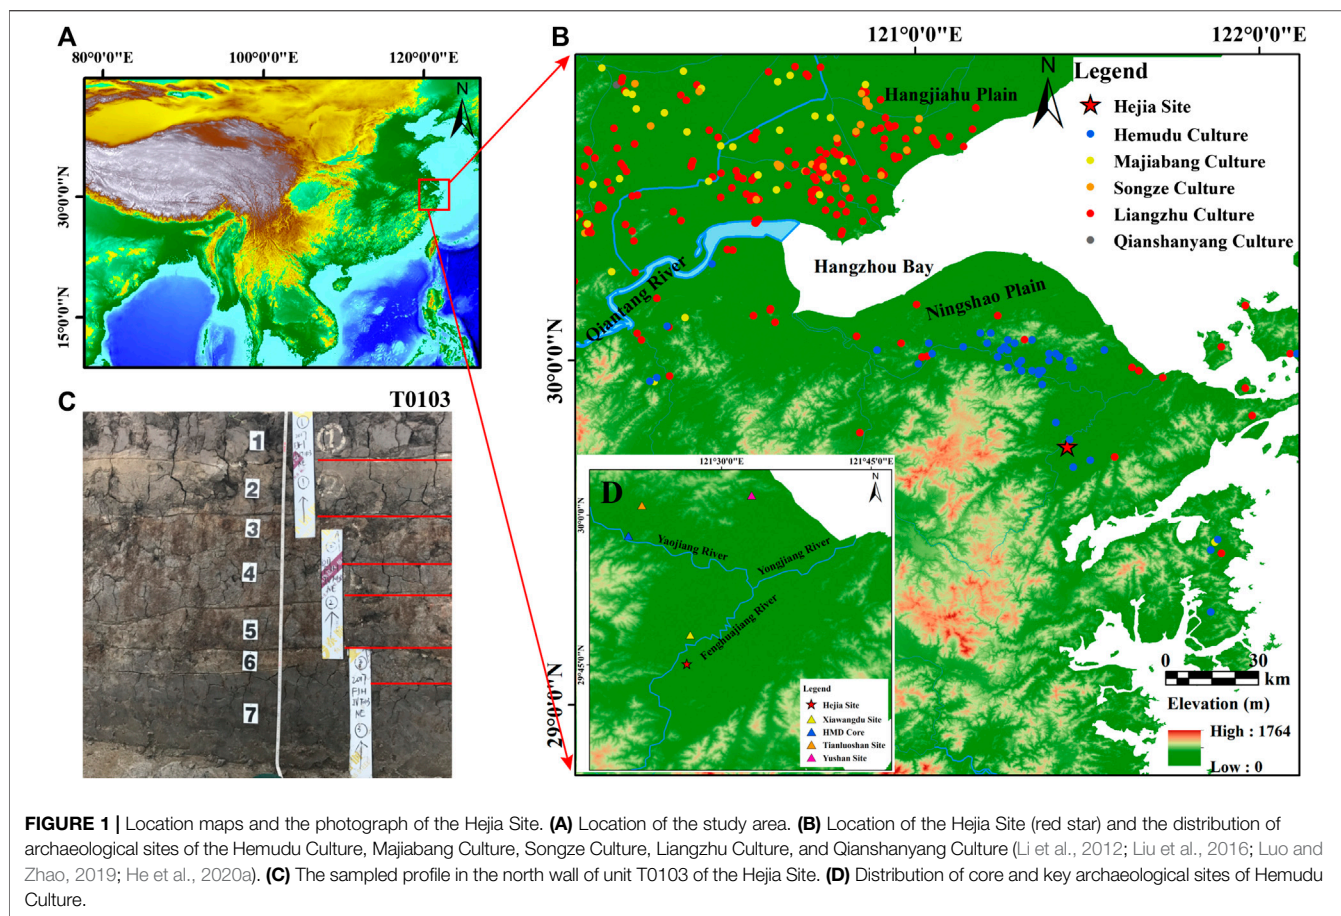 A
80°0'0"E 100°0'0"E 120°0'0"E
N
30°0'0"N
15°0'0"N
B
121°0'0"E 122°0'0"E
30°0'0"N
29°0'0"N
Hangjiahu Plain
Qiantang River
Hangzhou Bay
Ningshao Plain
N
Legend
Hejia Site
Hemudu Culture
Majiabang Culture
Songze Culture
Liangzhu Culture
Qianshanyang Culture
0 30
km
Elevation (m)
High : 1764
Low : 0
C T0103
1
2
3
4
5
6
7
D
121°30'0"E 121°45'0"E
N
30°0'0"N
29°45'0"N
Yaojiang River
Yongjiang River
Fenghuajiang River
Legend
Hejia Site
Xiawangdu Site
HMD Core
Tianluoshan Site
Yushan Site
FIGURE 1 | Location maps and the photograph of the Hejia Site. (A) Location of the study area. (B) Location of the Hejia Site (red star) and the distribution of
archaeological sites of the Hemudu Culture, Majiabang Culture, Songze Culture, Liangzhu Culture, and Qianshanyang Culture (Li et al., 2012; Liu et al., 2016; Luo and
Zhao, 2019; He et al., 2020a). (C) The sampled profile in the north wall of unit T0103 of the Hejia Site. (D) Distribution of core and key archaeological sites of Hemudu
Culture.